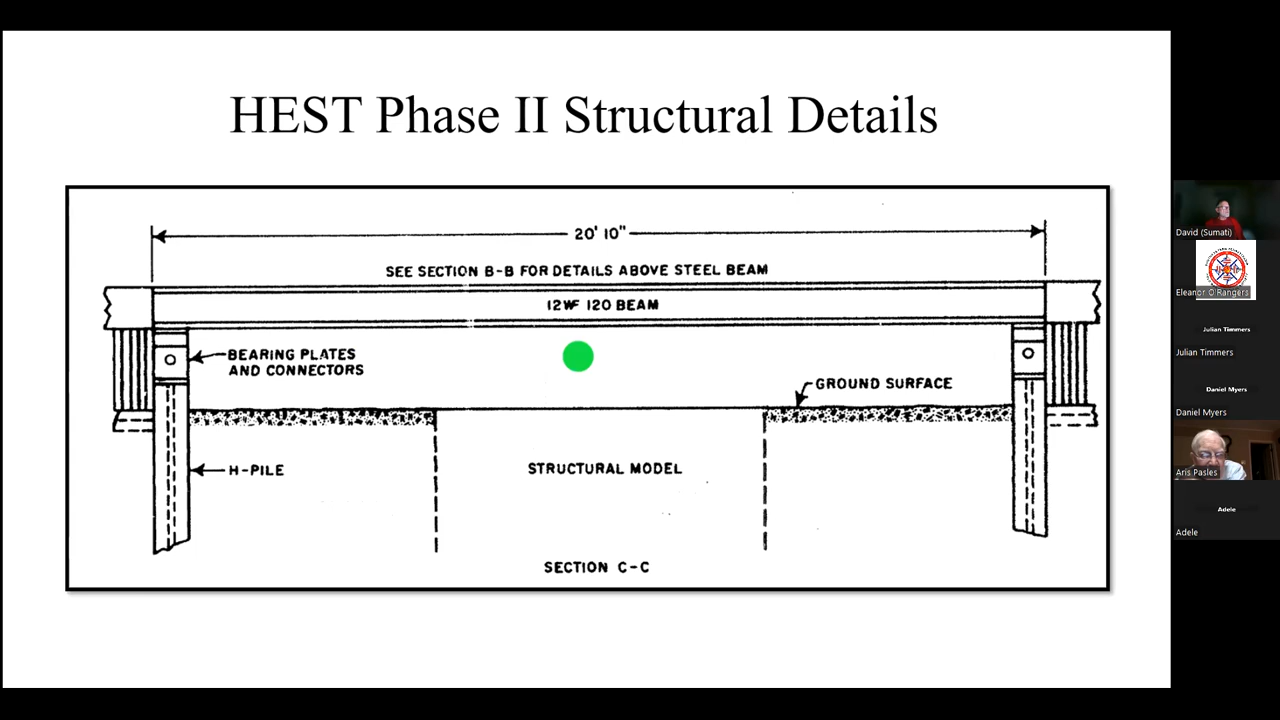 HEST Phase II Structural Details
20' 10"
SEE SECTION B-B FOR DETAILS ABOVE STEEL BEAM
12WF 120 BEAM
BEARING PLATES
AND CONNECTORS
GROUND SURFACE
H-PILE
STRUCTURAL MODEL
SECTION C-C
David (Sumati)
Eleanor O'Rangers
Julian Timmers
Julian Timmers
Daniel Myers
Daniel Myers
Aris Pasles
Adele
Adele